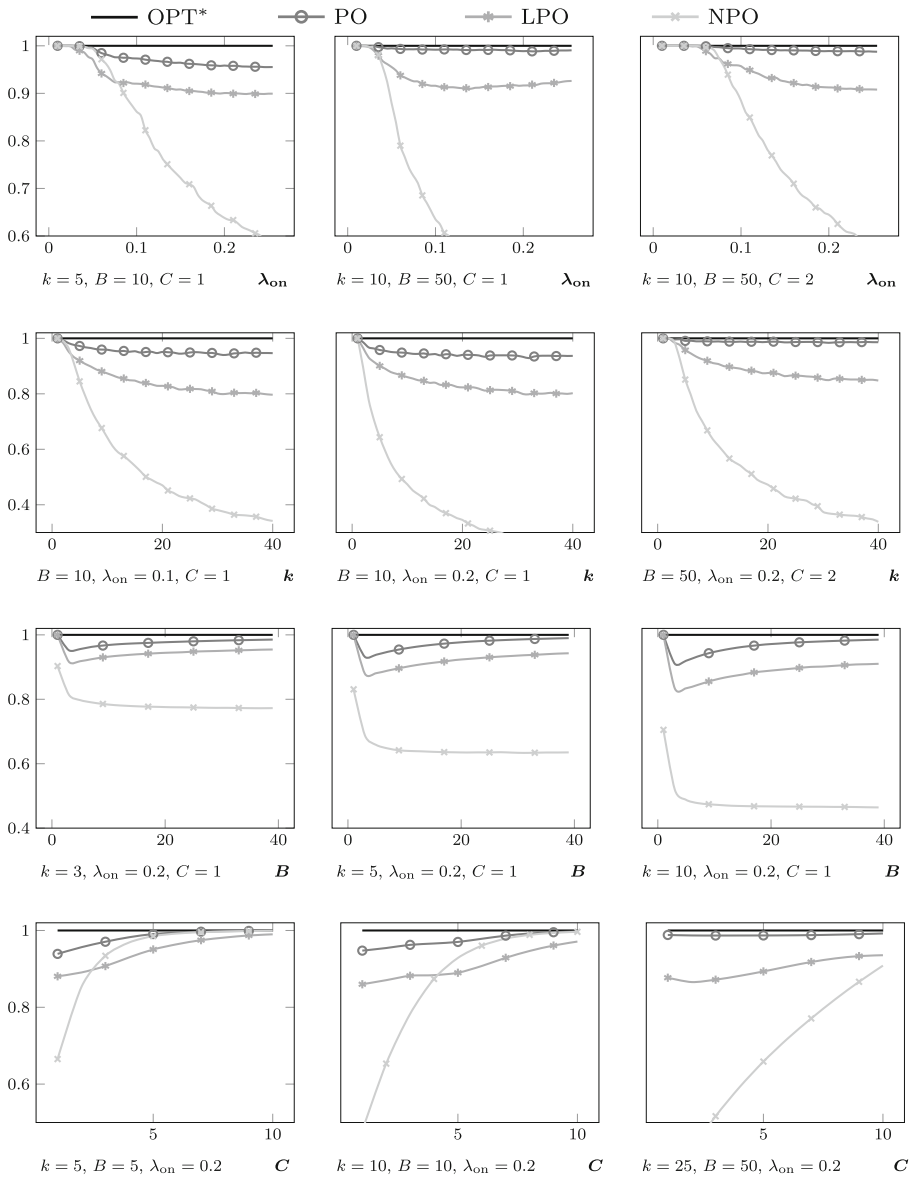 OPT* PO LPO NPO
1
0.9
0.8
0.7
0.6
0 0.1 0.2
0 0.1 0.2
0 0.1 0.2
k = 5, B = 10, C = 1 λon
k = 10, B = 50, C = 1 λon
k = 10, B = 50, C = 2 λon
1
0.8
0.6
0.4
0 20 40
0 20 40
0 20 40
B = 10, λon = 0.1, C = 1 k
B = 10, λon = 0.2, C = 1 k
B = 50, λon = 0.2, C = 2 k
1
0.8
0.6
0.4
0 20 40
0 20 40
0 20 40
k = 3, λon = 0.2, C = 1 B
k = 5, λon = 0.2, C = 1 B
k = 10, λon = 0.2, C = 1 B
1
0.8
0.6
5 10
5 10
5 10
k = 5, B = 5, λon = 0.2 C
k = 10, B = 10, λon = 0.2 C
k = 25, B = 50, λon = 0.2 C